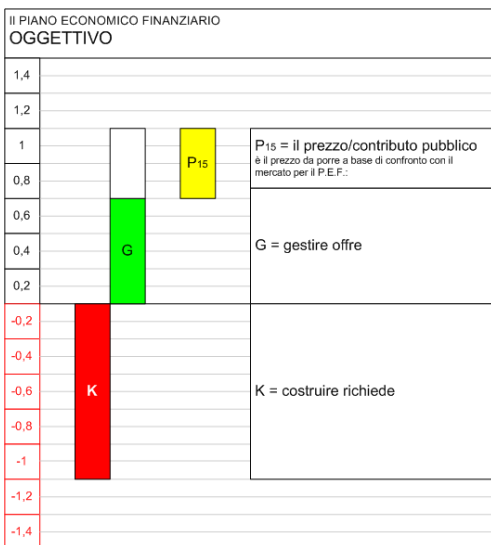 Il PIANO ECONOMICO FINANZIARIO
OGGETTIVO
1,4
1,2
1
0,8
0,6
0,4
0,2
-0,2
-0,4
-0,6
-0,8
-1
-1,2
-1,4
P15
G
K
P15 = il prezzo/contributo pubblico
è il prezzo da porre a base di confronto con il
mercato per il P.E.F.:
G = gestire offre
K = costruire richiede